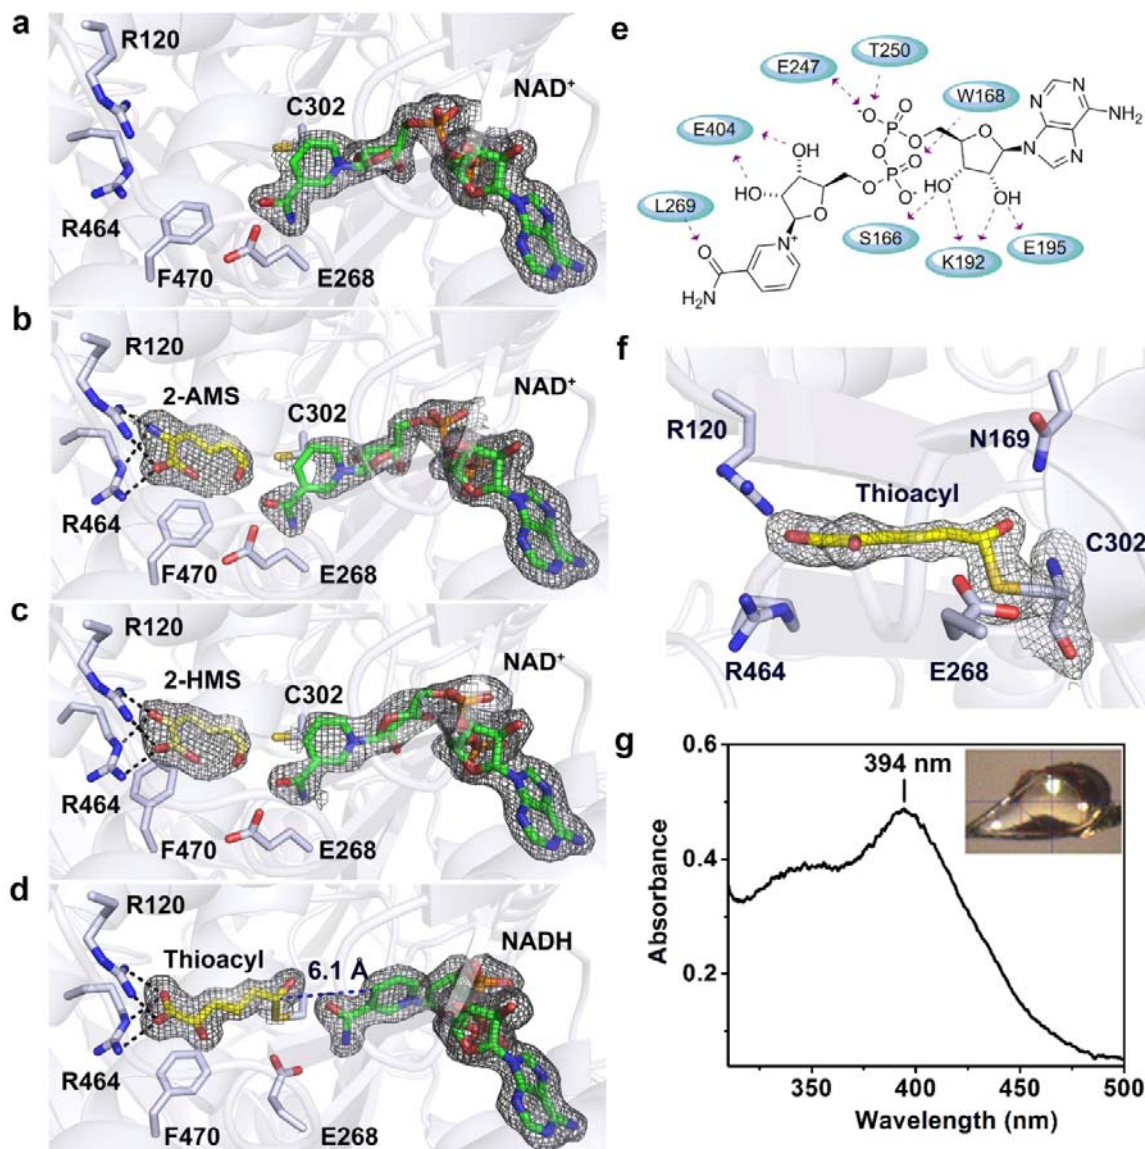 a
R120
C302
NAD+
R464
F470
E268
b
R120
2-AMS
C302
NAD+
R464
F470
E268
c
R120
2-HMS
C302
NAD+
R464
F470
E268
d
R120
Thioacyl
6.1 Å
NADH
R464
F470
E268
e
T250
E247
W168
E404
L269
S166
K192
E195
O
O-
P
O
O
O
P
O
O-
O
OH
HO
O
N+
O
H2N
O
HO
OH
N
N
N
N
NH2
f
R120
N169
Thioacyl
C302
R464
E268
g
0.6
394 nm
0.4
Absorbance
0.2
350
400
450
500
Wavelength (nm)